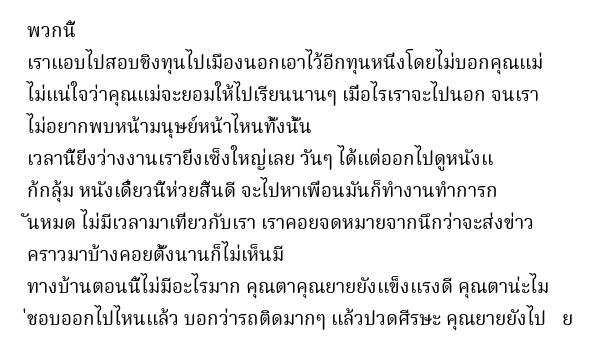 พวกนี้
เราแอบไปสอบชิงทุนไปเมืองนอกเอาไว้อีกทุนหนึ่งโดยไม่บอกคุณแม่
ไม่แน่ใจว่าคุณแม่จะยอมให้ไปเรียนนานๆ เมื่อไรเราจะไปนอก จนเรา
ไม่อยากพบหน้ามนุษย์หน้าไหนทั้งนั้น
เวลานี้ยิ่งว่างงานเรายิ่งเซ็งใหญ่เลย วันๆ ได้แต่ออกไปดูหนังแ
ก้กลุ้ม หนังเดี๋ยวนี้ห่วยสิ้นดี จะไปหาเพื่อนมันก็ทำงานทำการก
ันหมด ไม่มีเวลามาเที่ยวกับเรา เราคอยจดหมายจากนึกว่าจะส่งข่าว
คราวมาบ้างคอยตั้งนานก็ไม่เห็นมี
ทางบ้านตอนนี้ไม่มีอะไรมาก คุณตาคุณยายยังแข็งแรงดี คุณตาน่ะไม
่ชอบออกไปไหนแล้ว บอกว่ารถติดมากๆ แล้วปวดศีรษะ คุณยายยังไป ย